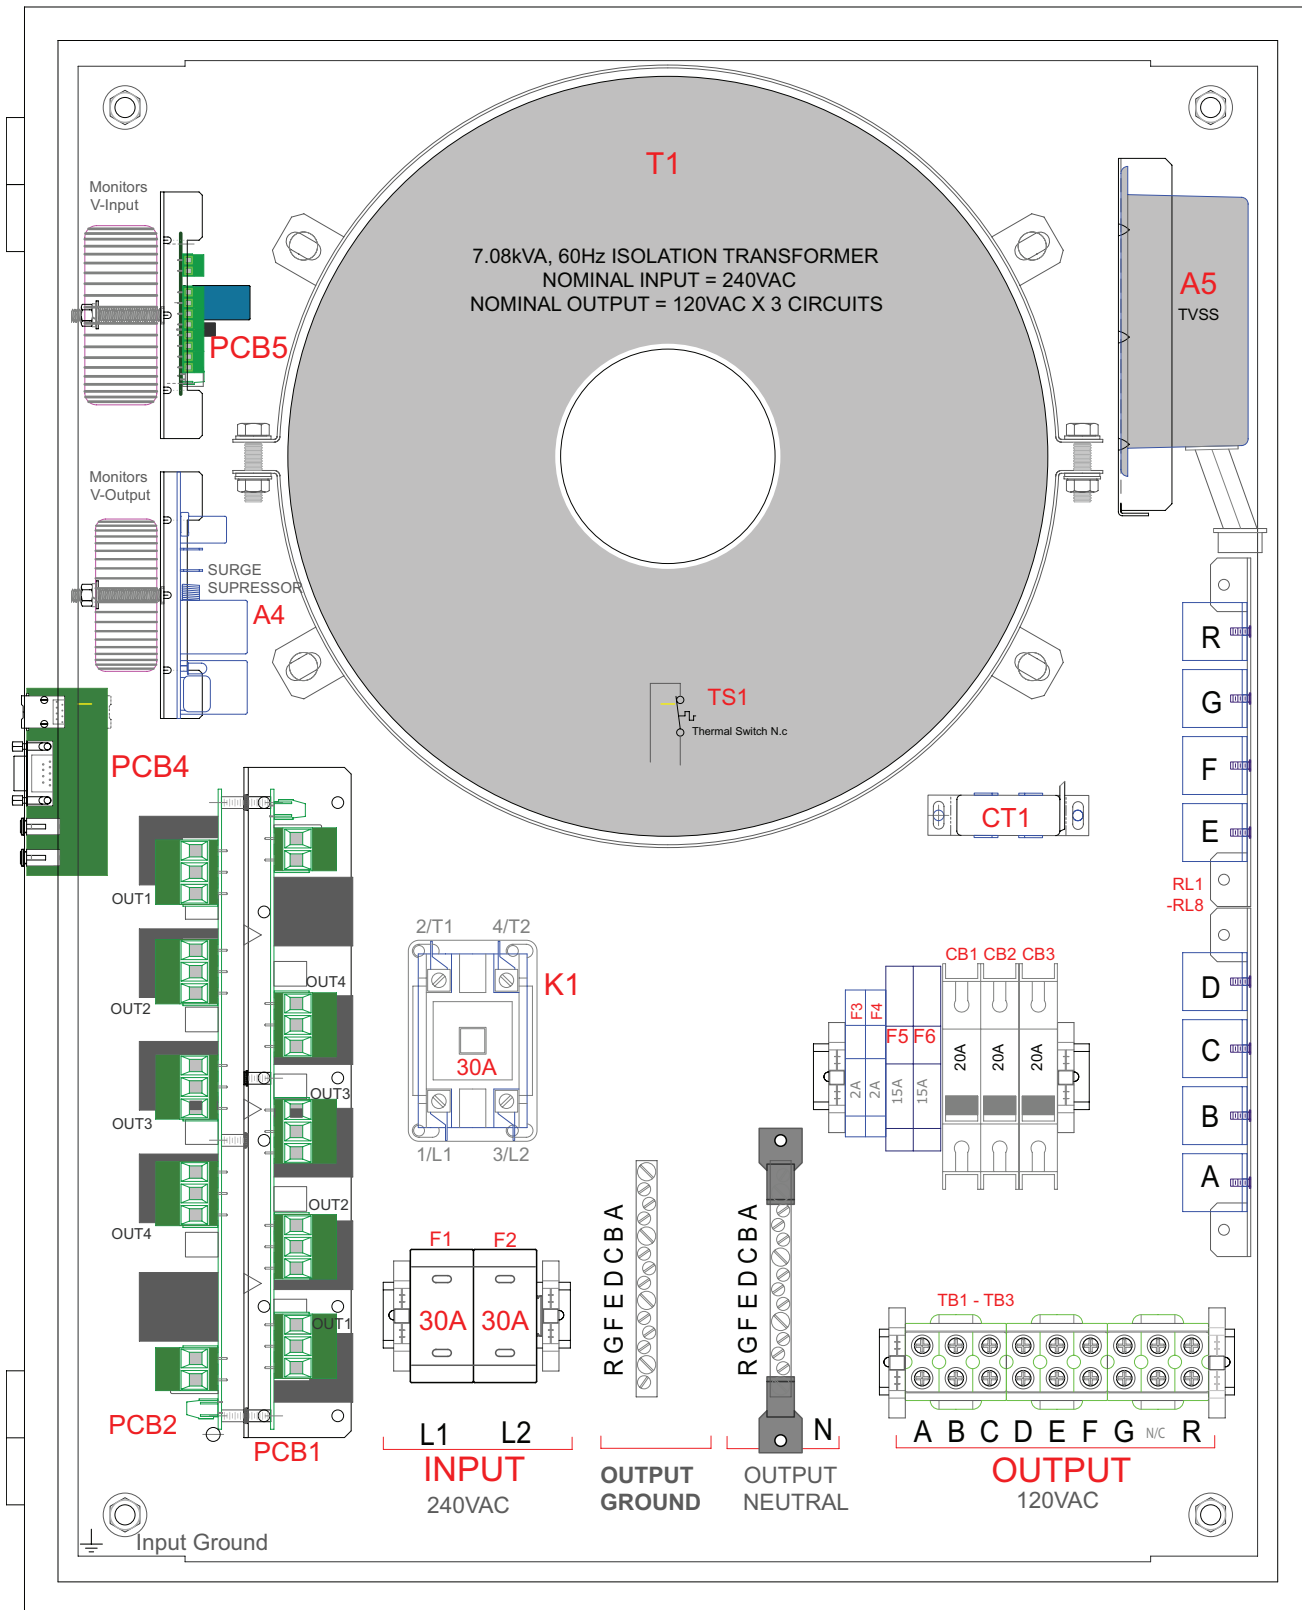 T1
7.08kVA, 60Hz ISOLATION TRANSFORMER
NOMINAL INPUT = 240VAC
NOMINAL OUTPUT = 120VAC X 3 CIRCUITS
Monitors
V-Input
PCB5
A5
TVSS
Monitors
V-Output
SURGE
SUPRESSOR
A4
TS1
Thermal Switch N.c
PCB4
CT1
R
G
F
E
RL1
-RL8
D
C
B
A
OUT1
OUT2
OUT3
OUT4
OUT4
OUT3
OUT2
OUT1
PCB2
PCB1
2/T1 4/T2
K1
30A
1/L1 3/L2
CB1 CB2 CB3
F3 F4
F5 F6
20A 20A 20A
2A 2A 15A 15A
F1 F2
30A 30A
L1 L2
INPUT
240VAC
RGFEDCBA
OUTPUT
GROUND
RGFEDCBA
N
OUTPUT
NEUTRAL
TB1 - TB3
A B C D E F G N/C R
OUTPUT
120VAC
Input Ground